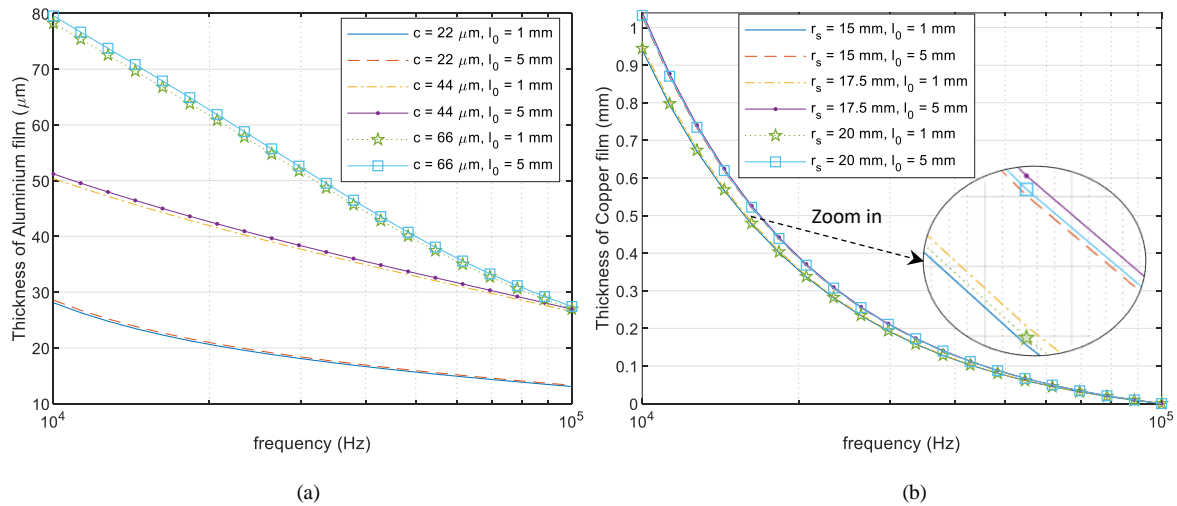 80
70
60
50
40
30
20
10
10^4
10^5
Thickness of Aluminium film (μm)
frequency (Hz)
c = 22 μm, l_0 = 1 mm
c = 22 μm, l_0 = 5 mm
c = 44 μm, l_0 = 1 mm
c = 44 μm, l_0 = 5 mm
c = 66 μm, l_0 = 1 mm
c = 66 μm, l_0 = 5 mm
(a)
1
0.9
0.8
0.7
0.6
0.5
0.4
0.3
0.2
0.1
0
10^4
10^5
Thickness of Copper film (mm)
frequency (Hz)
r_s = 15 mm, l_0 = 1 mm
r_s = 15 mm, l_0 = 5 mm
r_s = 17.5 mm, l_0 = 1 mm
r_s = 17.5 mm, l_0 = 5 mm
r_s = 20 mm, l_0 = 1 mm
r_s = 20 mm, l_0 = 5 mm
Zoom in
(b)